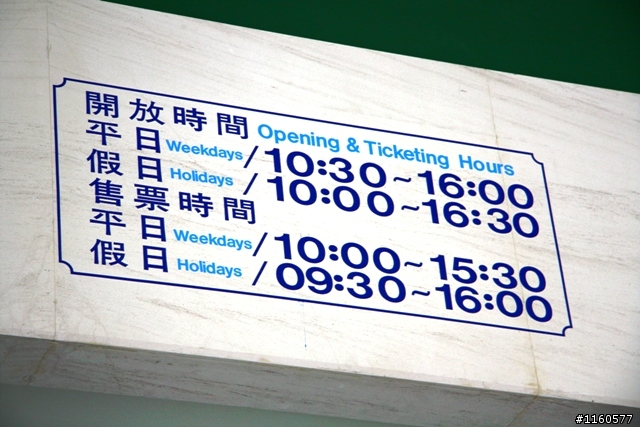 開放時間 Opening & Ticketing Hours
平日 Weekdays / 10:30~16:00
假日 Holidays / 10:00~16:30
售票時間
平日 Weekdays / 10:00~15:30
假日 Holidays / 09:30~16:00
#1160577